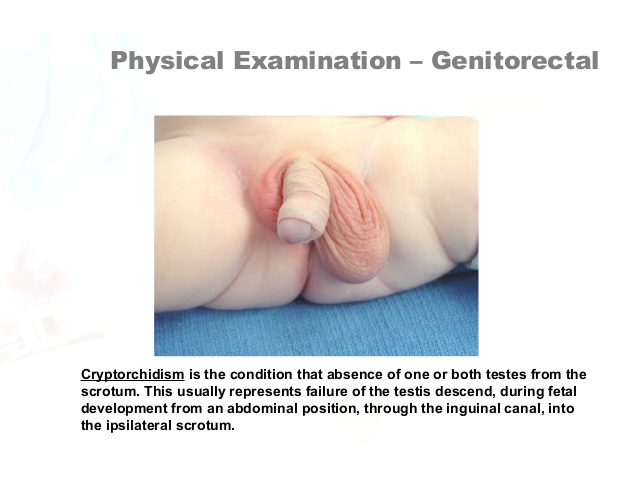 Physical Examination – Genitorectal
Cryptorchidism is the condition that absence of one or both testes from the
scrotum. This usually represents failure of the testis descend, during fetal
development from an abdominal position, through the inguinal canal, into
the ipsilateral scrotum.